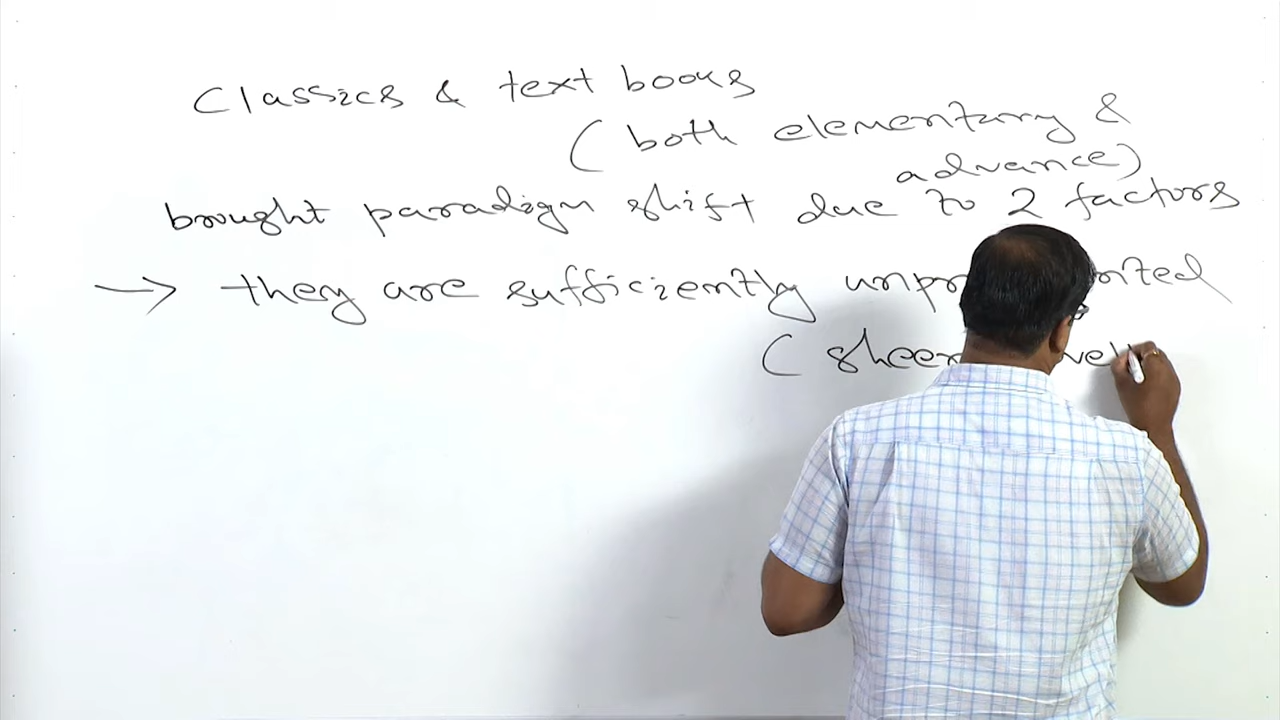 Classics & text books
(both elementary &
advance)
brought paradigm shift due to 2 factors
→ they are sufficiently
(sheer